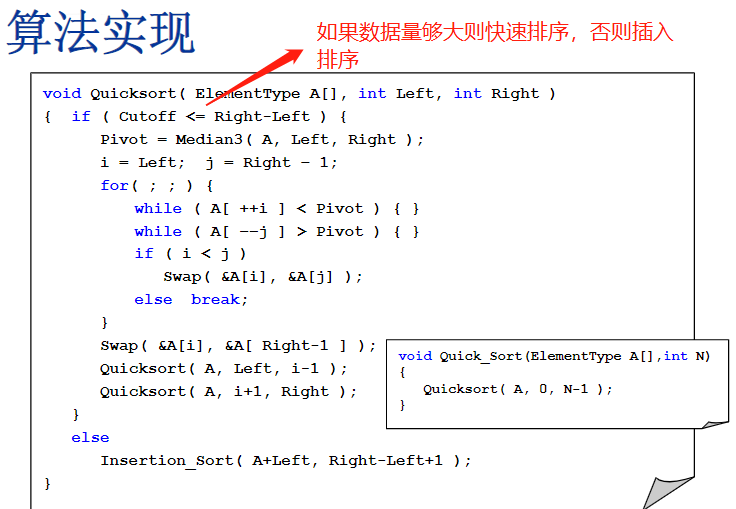 算法实现
如果数据量够大则快速排序，否则插入
排序
void Quicksort( ElementType A[], int Left, int Right )
{  if ( Cutoff <= Right-Left ) {
Pivot = Median3( A, Left, Right );
i = Left;  j = Right – 1;
for( ; ; ) {
while ( A[ ++i ] < Pivot ) { }
while ( A[ ––j ] > Pivot ) { }
if ( i < j )
Swap( &A[i], &A[j] );
else  break;
}
Swap( &A[i], &A[ Right-1 ] );
Quicksort( A, Left, i-1 );
Quicksort( A, i+1, Right );
}
else
Insertion_Sort( A+Left, Right-Left+1 );
}
void Quick_Sort(ElementType A[],int N)
{
Quicksort( A, 0, N-1 );
}